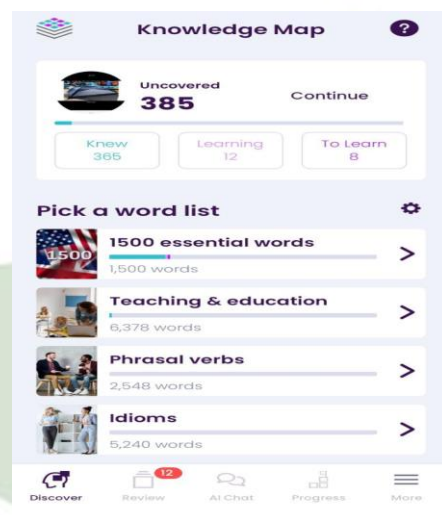 Knowledge Map
?
Uncovered
385
Continue
Knew
365
Learning
12
To Learn
8
Pick a word list
1500
1500 essential words
1,500 words
Teaching & education
6,378 words
Phrasal verbs
2,548 words
Idioms
5,240 words
12
Discover
Review
AI Chat
Progress
More